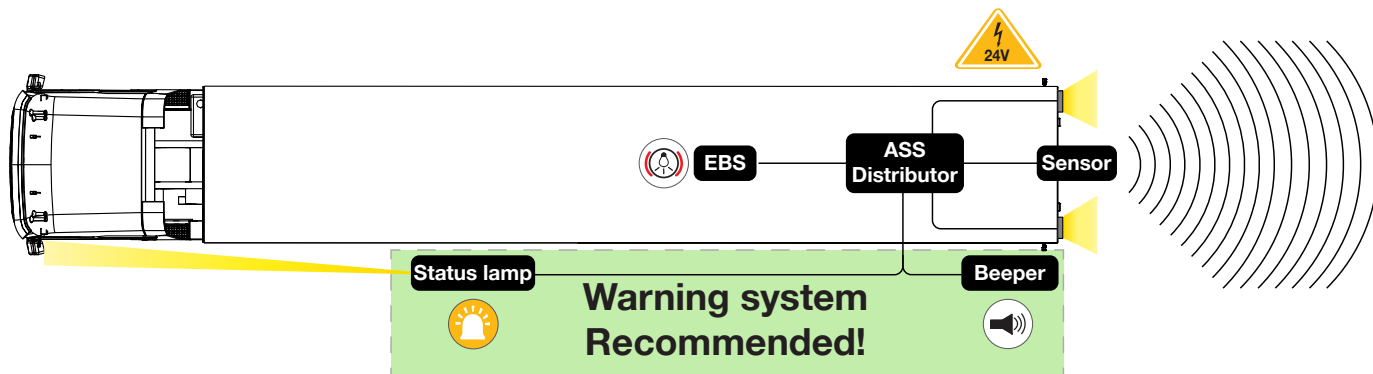 24V
EBS
ASS
Distributor
Sensor
Status lamp
Beeper
Warning system
Recommended!